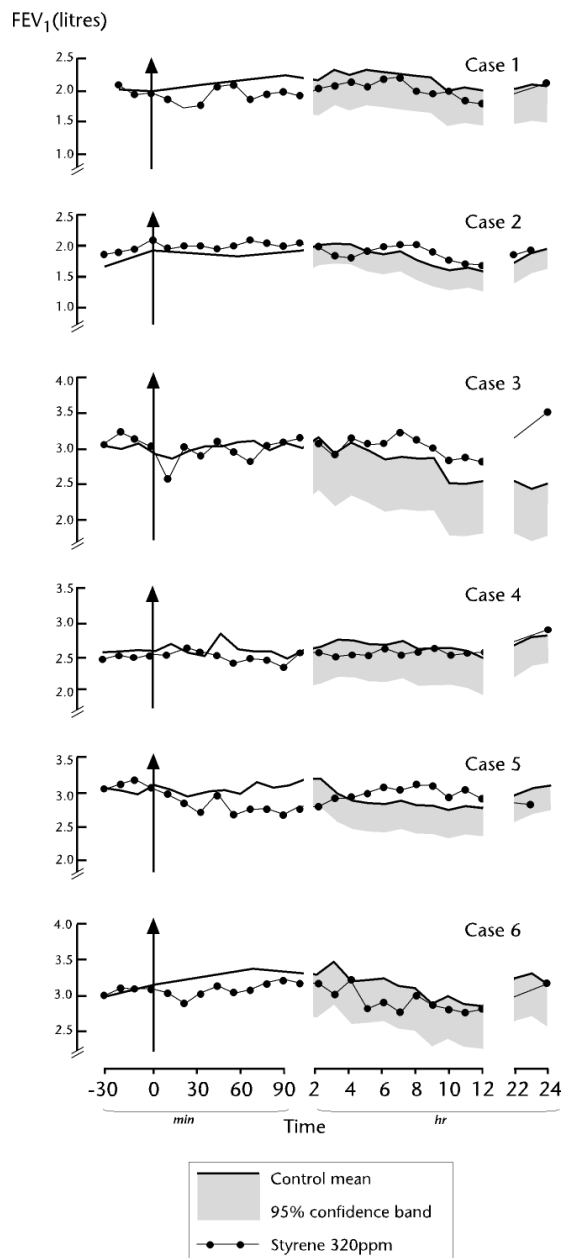 FEV1(litres)
Case 1
2.5
2.0
1.5
1.0
Case 2
2.5
2.0
1.5
1.0
Case 3
4.0
3.5
3.0
2.5
2.0
Case 4
3.5
3.0
2.5
2.0
Case 5
3.5
3.0
2.5
2.0
Case 6
4.0
3.5
3.0
2.5
-30 0 30 60 90 2 4 6 8 10 12 22 24
min hr
Time
Control mean
95% confidence band
Styrene 320ppm